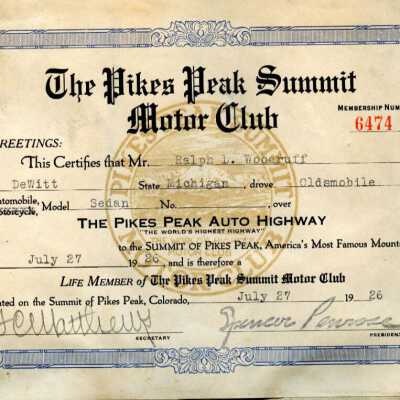 The Pikes Peak Summit
Motor Club
MEMBERSHIP NUM
6474
REETINGS:
This Certifies that Mr. Ralph D. Woodruff
DeWitt State Michigan, drove Oldsmobile
utomobile, Model Sedan No. , over
otorcycle,
THE PIKES PEAK AUTO HIGHWAY
"THE WORLD'S HIGHEST HIGHWAY"
to the SUMMIT OF PIKES PEAK, America's Most Famous Mounta
July 27 1926 and is therefore a
LIFE MEMBER of The Pikes Peak Summit Motor Club
ated on the Summit of Pikes Peak, Colorado, July 27 1926
Spencer Penrose
SECRETARY PRESIDEN